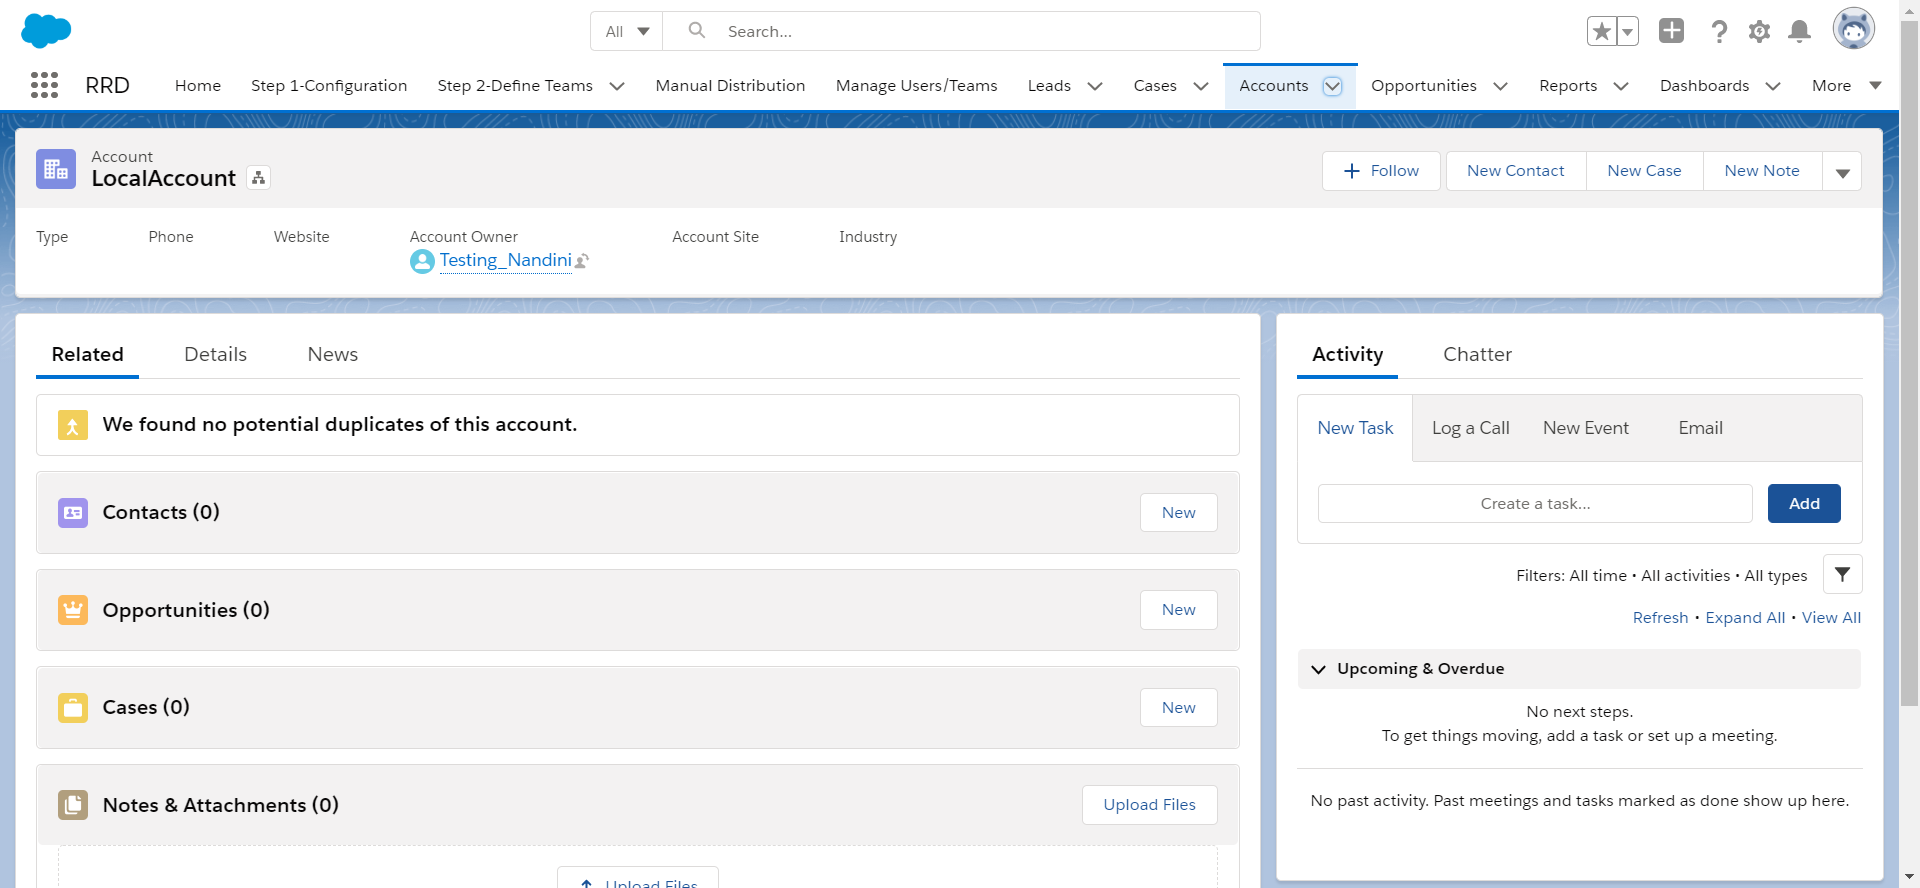 All
Search...
RRD
Home
Step 1-Configuration
Step 2-Define Teams
Manual Distribution
Manage Users/Teams
Leads
Cases
Accounts
Opportunities
Reports
Dashboards
More
Account
LocalAccount
Follow
New Contact
New Case
New Note
Type
Phone
Website
Account Owner
Account Site
Industry
Testing_Nandini
Related
Details
News
We found no potential duplicates of this account.
Contacts (0)
New
Opportunities (0)
New
Cases (0)
New
Notes & Attachments (0)
Upload Files
Upload Files
Activity
Chatter
New Task
Log a Call
New Event
Email
Create a task...
Add
Filters: All time • All activities • All types
Refresh • Expand All • View All
Upcoming & Overdue
No next steps.
To get things moving, add a task or set up a meeting.
No past activity. Past meetings and tasks marked as done show up here.